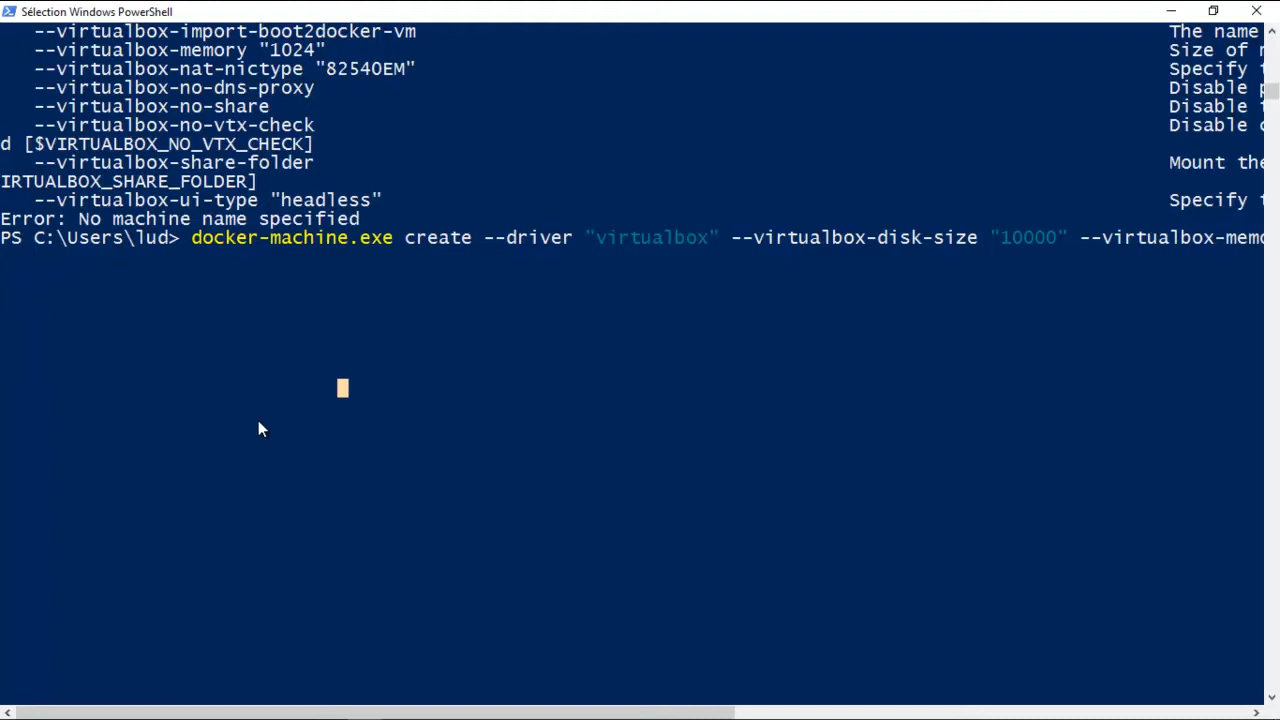 Sélection Windows PowerShell
--virtualbox-import-boot2docker-vm The name
--virtualbox-memory "1024" Size of
--virtualbox-nat-nictype "82540EM" Specify
--virtualbox-no-dns-proxy Disable
--virtualbox-no-share Disable
--virtualbox-no-vtx-check Disable
d [$VIRTUALBOX_NO_VTX_CHECK]
--virtualbox-share-folder Mount the
IRTUALBOX_SHARE_FOLDER]
--virtualbox-ui-type "headless" Specify
Error: No machine name specified
PS C:\Users\lud> docker-machine.exe create --driver "virtualbox" --virtualbox-disk-size "10000" --virtualbox-mem